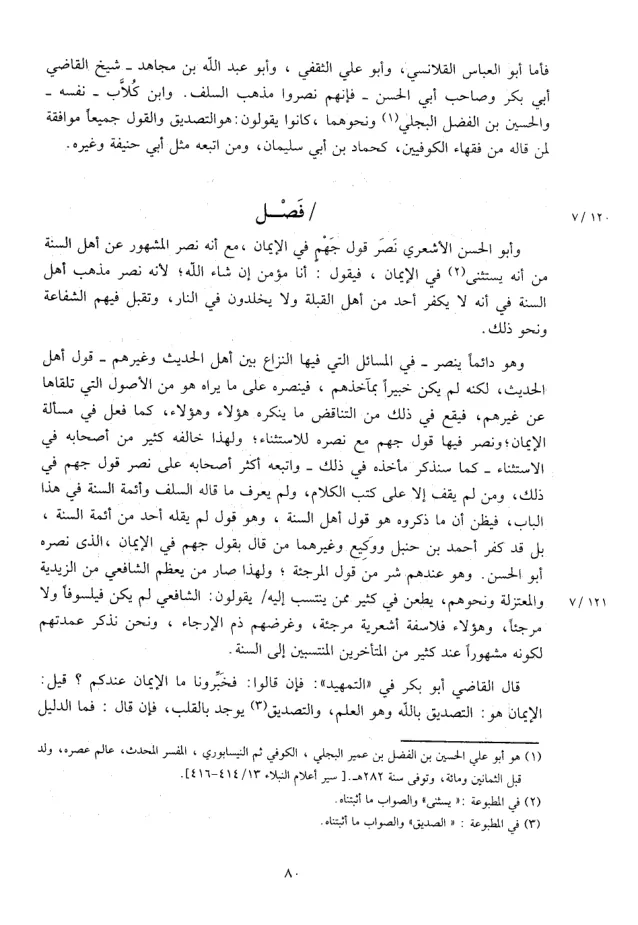 فأما أبو العباس القلانسي، وأبو علي الثقفي ، وأبو عبد اللّه بن مجاهد ـ شيخ القاضي
أبي بكر وصاحب أبي الحسن ـ فإنهم نصروا مذهب السلف. وابن كُلاَّب ـ نفسه ـ
والحسين بن الفضل البجلي(١) ونحوهما ،كانوا يقولون:هوالتصديق والقول جميعاً موافقة
لمن قاله من فقهاء الكوفيين، كحماد بن أبي سليمان، ومن اتبعه مثل أبي حنيفة وغيره.
٧/١٢٠
/ فَصْـل
وأبو الحسن الأشعري نَصَر قول جَهْمٍ في الإيمان ،مع أنه نصر المشهور عن أهل السنة
من أنه يستثنى(٢) في الإيمان ، فيقول : أنا مؤمن إن شاء اللّه؛ لأنه نصر مذهب أهل
السنة في أنه لا يكفر أحد من أهل القبلة ولا يخلدون في النار، وتقبل فيهم الشفاعة
ونحو ذلك.
وهو دائماً ينصر ـ في المسائل التي فيها النزاع بين أهل الحديث وغيرهم ـ قول أهل
الحديث، لكنه لم يكن خبيراً بمآخذهم ، فينصره على ما يراه هو من الأصول التي تلقاها
عن غيرهم، فيقع في ذلك من التناقض ما ينكره هؤلاء وهؤلاء، كما فعل في مسألة
الإيمان؛ونصر فيها قول جهم مع نصره للاستثناء؛ ولهذا خالفه كثير من أصحابه في
الاستثناء ـ كما سنذكر مأخذه في ذلك ـ واتبعه أكثر أصحابه على نصر قول جهم في
ذلك، ومن لم يقف إلا على كتب الكلام، ولم يعرف ما قاله السلف وأئمة السنة في هذا
الباب، فيظن أن ما ذكروه هو قول أهل السنة ، وهو قول لم يقله أحد من أئمة السنة ،
بل قد كفر أحمد بن حنبل ووكيع وغيرهما من قال بقول جهم في الإيمان ،الذى نصره
أبو الحسن. وهو عندهم شر من قول المرجئة ؛ ولهذا صار من يعظم الشافعي من الزيدية
والمعتزلة ونحوهم، يطعن في كثير ممن ينتسب إليه/ يقولون: الشافعي لم يكن فيلسوفاً ولا
٧/١٢١
مرجئاً، وهؤلاء فلاسفة أشعرية مرجئة، وغرضهم ذم الإرجاء ، ونحن نذكر عمدتهم
لكونه مشهوراً عند كثير من المتأخرين المنتسبين إلى السنة.
قال القاضي أبو بكر في «التمهيد»: فإن قالوا: فخبِّرونا ما الإيمان عندكم ؟ قيل:
الإيمان هو: التصديق باللّه وهو العلم، والتصديق(٣) يوجد بالقلب، فإن قال : فما الدليل
(١) هو أبو علي الحسين بن الفضل بن عمير البجلي ، الكوفي ثم النيسابوري ، المفسر المحدث، عالم عصره، ولد
قبل الثمانين ومائة، وتوفى سنة ٢٨٢هـ.[ سير أعلام النبلاء ١٣/ ٤١٤-٤١٦].
(٢) في المطبوعة :« يسثنى» والصواب ما أثبتناه.
(٣) في المطبوعة : « الصديق» والصواب ما أثبتناه.
٨٠